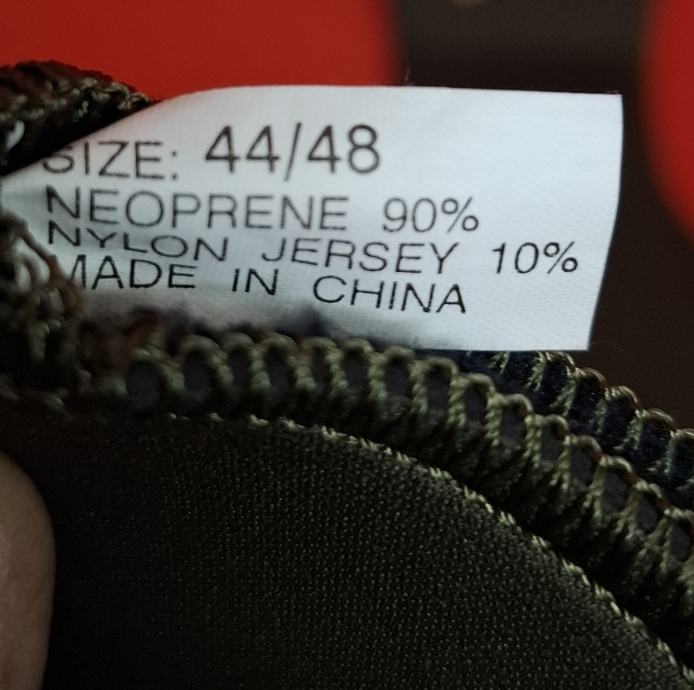 SIZE: 44/48
NEOPRENE 90%
NYLON JERSEY 10%
MADE IN CHINA